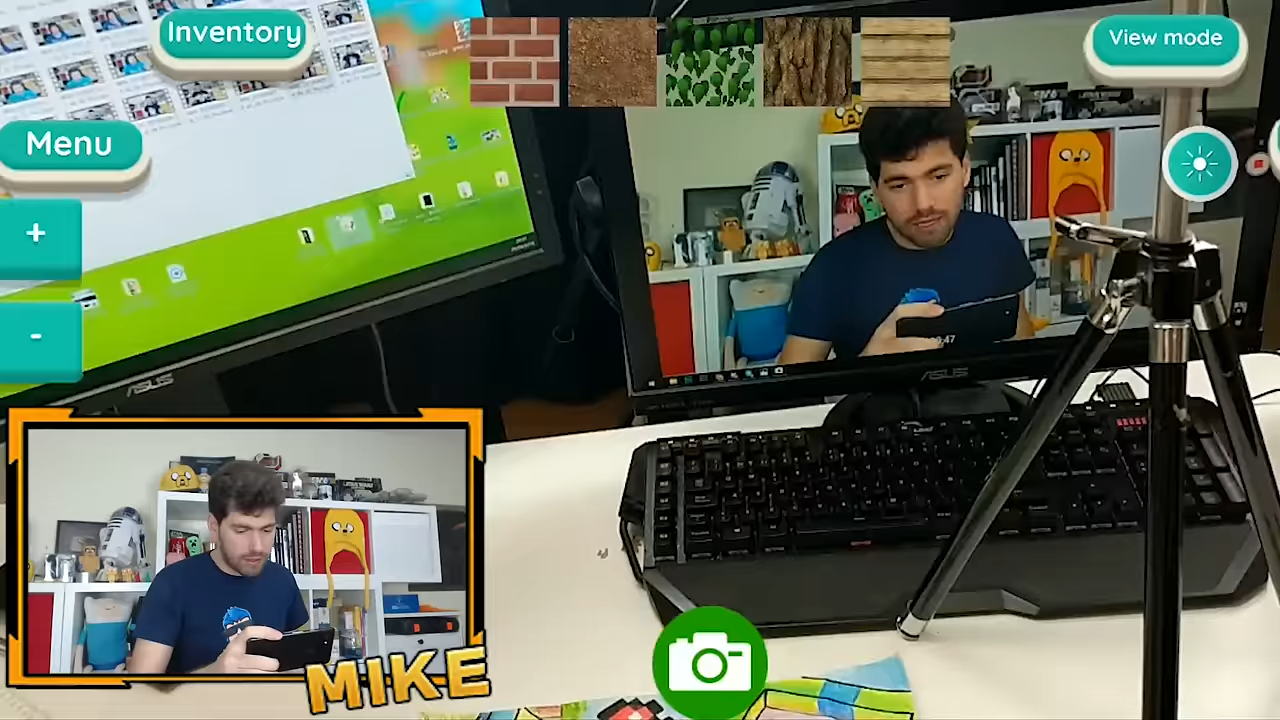 Inventory
View mode
Menu
+
-
ASUS
ASUS
MIKE